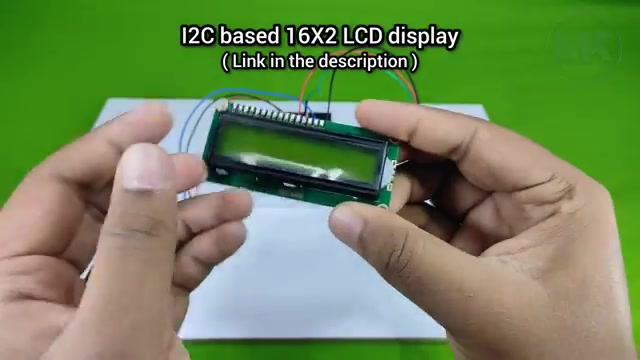 I2C based 16X2 LCD display
( Link in the description )